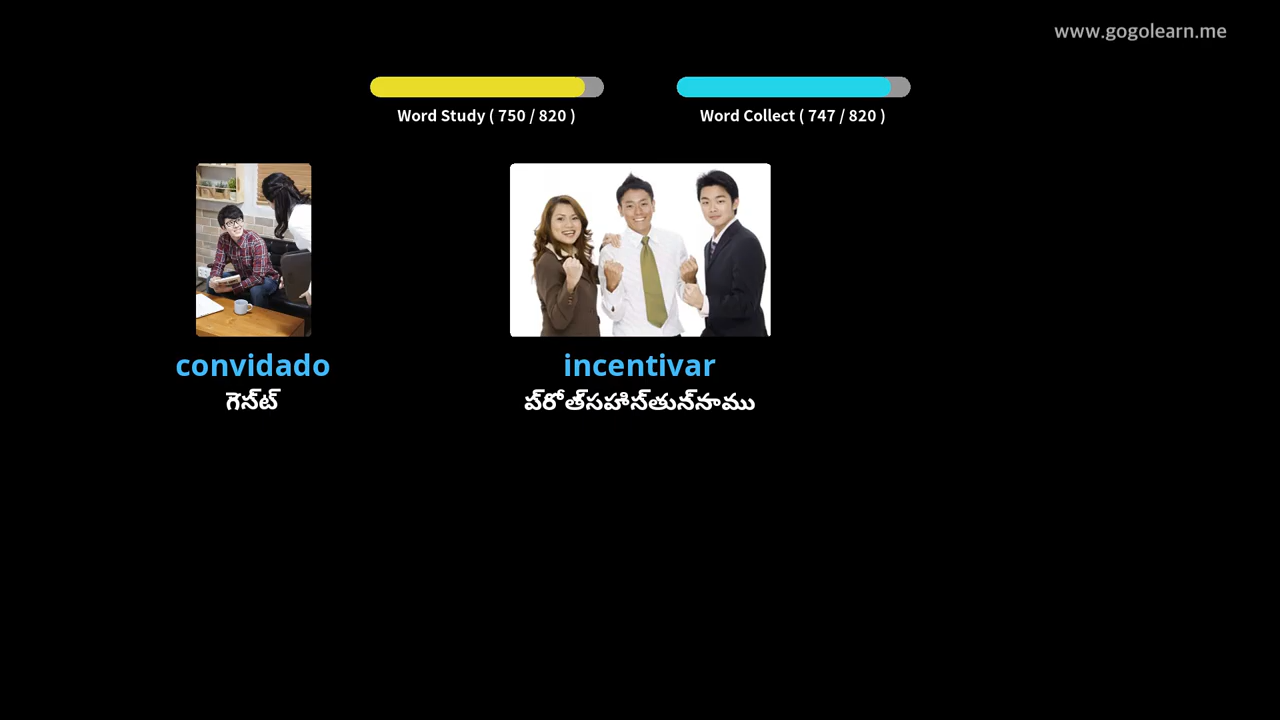 www.gogolearn.me
Word Study ( 750 / 820 )
Word Collect ( 747 / 820 )
convidado
గెస్‌ట్
incentivar
ప్‌రోత్‌సహిస్‌తున్‌నాము